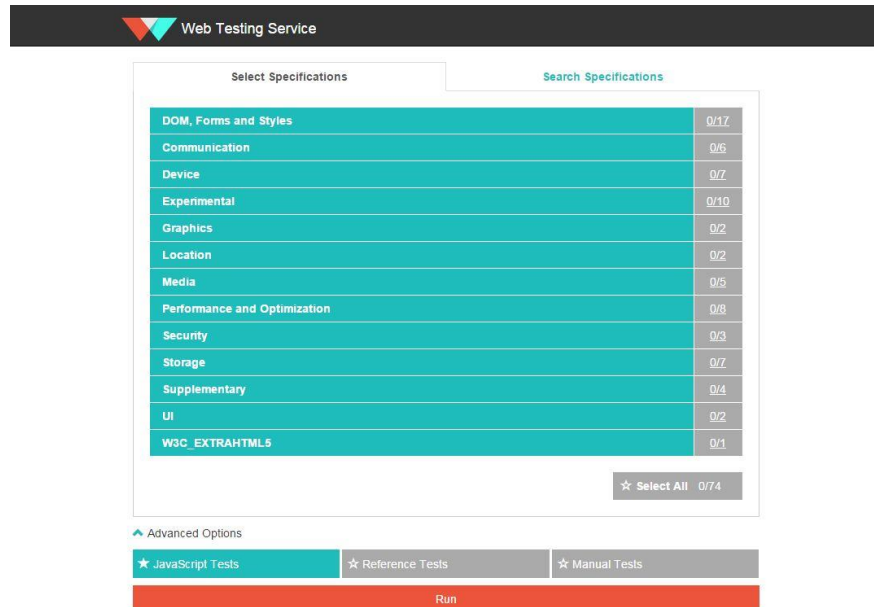 Web Testing Service
Select Specifications Search Specifications
DOM, Forms and Styles 0/17
Communication 0/6
Device 0/7
Experimental 0/10
Graphics 0/2
Location 0/2
Media 0/5
Performance and Optimization 0/8
Security 0/3
Storage 0/7
Supplementary 0/4
UI 0/2
W3C_EXTRAHTML5 0/1
☆ Select All 0/74
Advanced Options
★ JavaScript Tests ☆ Reference Tests ☆ Manual Tests
Run